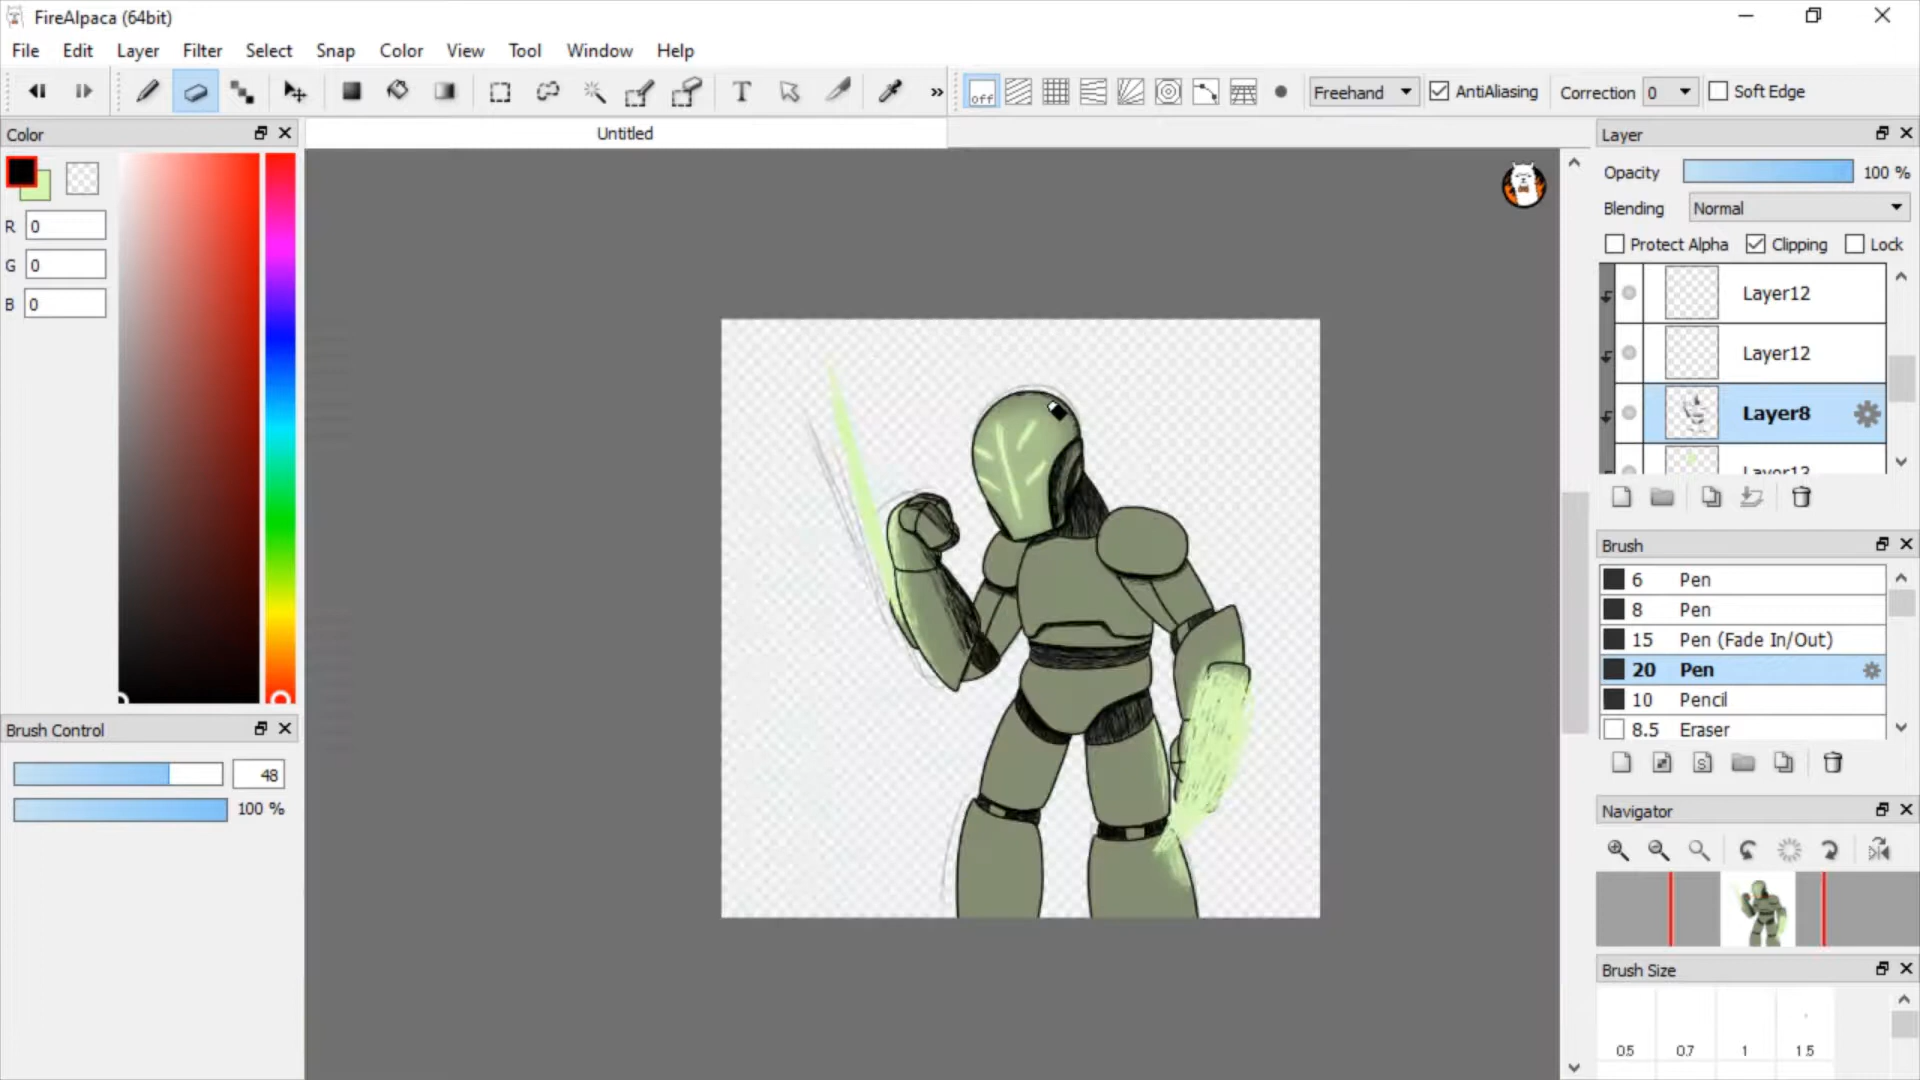 FireAlpaca (64bit)
File Edit Layer Filter Select Snap Color View Tool Window Help
off Freehand AntiAliasing Correction 0 Soft Edge
Color
Untitled
Layer
R 0
G 0
B 0
Opacity 100 %
Blending Normal
Protect Alpha Clipping Lock
Layer12
Layer12
Layer8
Layer13
Brush
6 Pen
8 Pen
15 Pen (Fade In/Out)
20 Pen
10 Pencil
8.5 Eraser
Brush Control
48
100 %
Navigator
Brush Size
0.5 0.7 1 1.5